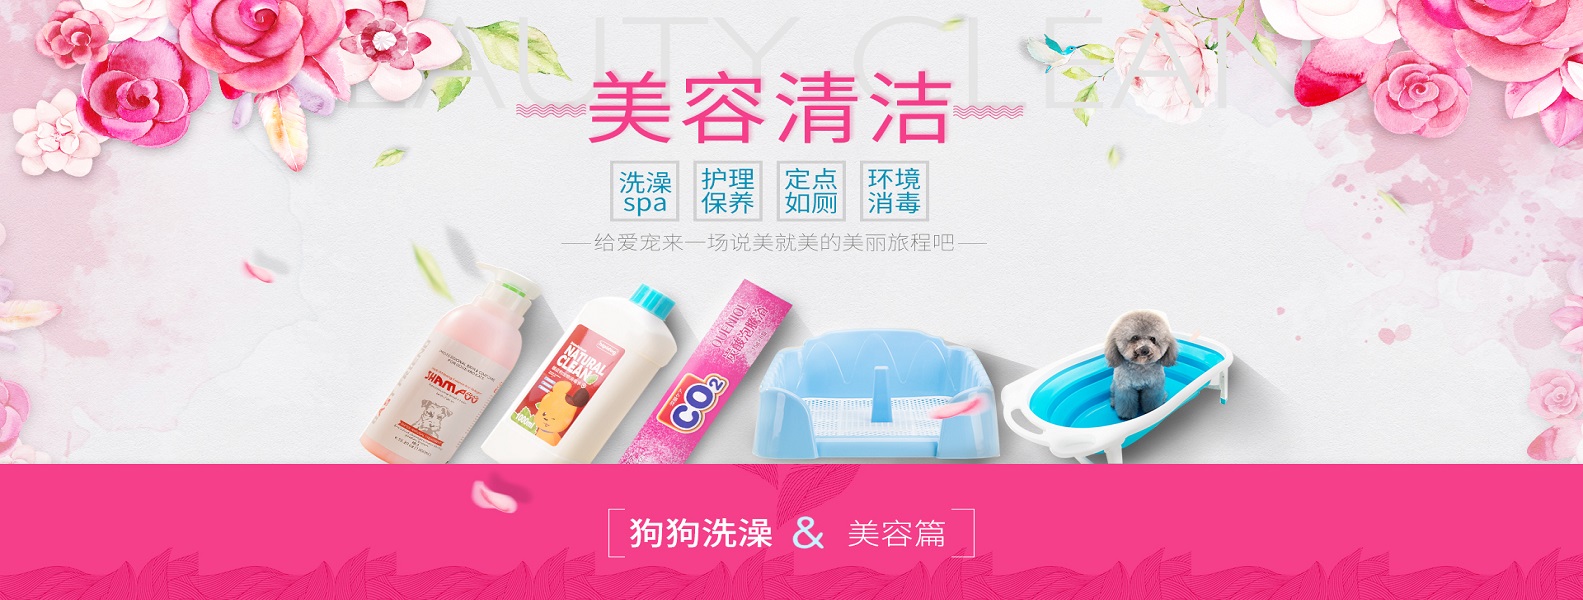 BEAUTY CLEAN
美容清洁
洗澡
spa
护理
保养
定点
如厕
环境
消毒
给爱宠来一场说美就美的美丽旅程吧
SHAMPOO
NATURAL
CLEAN
CO2
狗狗洗澡 & 美容篇